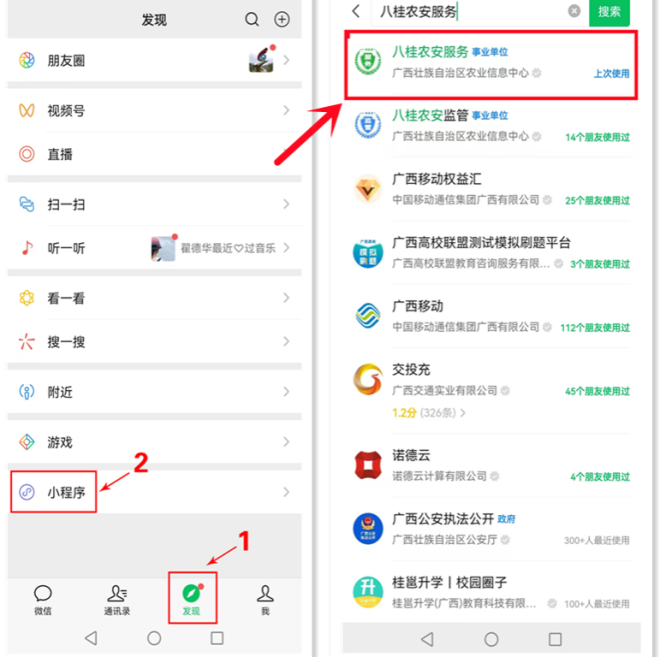 发现
朋友圈
视频号
直播
扫一扫
听一听
翟德华最近♡过音乐
看一看
搜一搜
附近
游戏
2
小程序
1
微信
通讯录
发现
我
八桂农安服务
搜索
八桂农安服务 事业单位
广西壮族自治区农业信息中心
上次使用
八桂农安监管 事业单位
广西壮族自治区农业信息中心
14个朋友使用过
广西移动权益汇
中国移动通信集团广西有限公司
25个朋友使用过
广西高校联盟测试模拟刷题平台
广西高校联盟教育咨询服务有限...
3个朋友使用过
广西移动
中国移动通信集团广西有限公司
112个朋友使用过
交投充
广西交通实业有限公司
45个朋友使用过
1.2分 (326条)
诺德云
诺德云计算有限公司
4个朋友使用过
广西公安执法公开 政府
广西壮族自治区公安厅
300+人最近使用
桂邕升学丨校园圈子
桂邕升学(广西)教育科技有限...
100+人最近使用